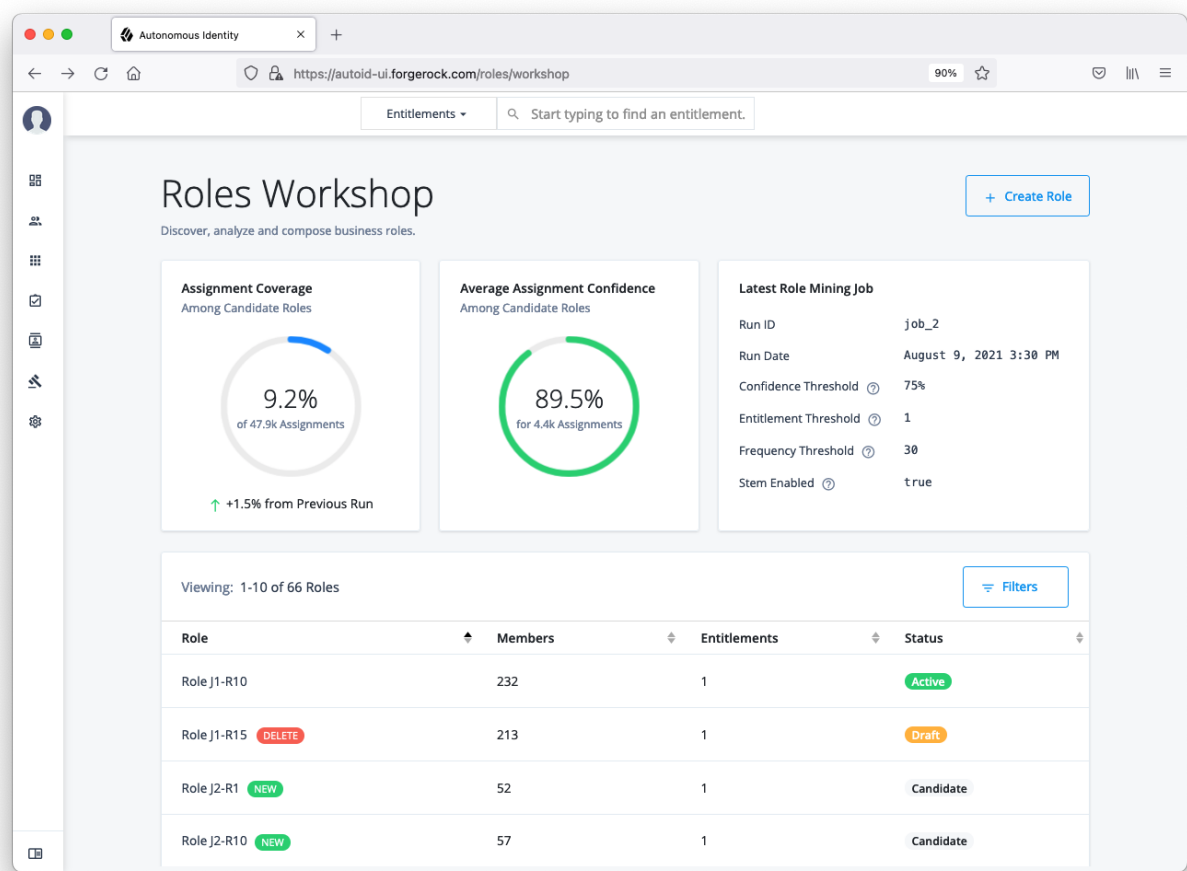 Autonomous Identity
https://autoid-ui.forgerock.com/roles/workshop
90%
Entitlements
Start typing to find an entitlement.
Roles Workshop
Discover, analyze and compose business roles.
+ Create Role
Assignment Coverage
Among Candidate Roles
9.2%
of 47.9k Assignments
+1.5% from Previous Run
Average Assignment Confidence
Among Candidate Roles
89.5%
for 4.4k Assignments
Latest Role Mining Job
Run ID job_2
Run Date August 9, 2021 3:30 PM
Confidence Threshold 75%
Entitlement Threshold 1
Frequency Threshold 30
Stem Enabled true
Viewing: 1-10 of 66 Roles
Filters
Role Members Entitlements Status
Role J1-R10 232 1 Active
Role J1-R15 DELETE 213 1 Draft
Role J2-R1 NEW 52 1 Candidate
Role J2-R10 NEW 57 1 Candidate